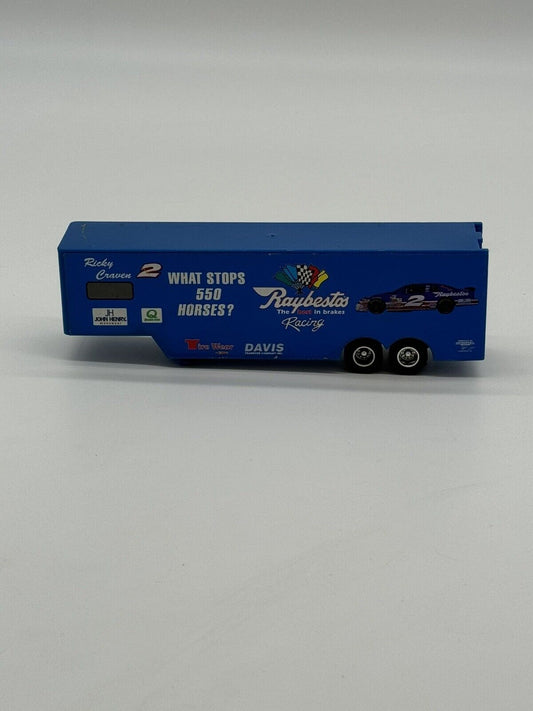 Ricky
Craven 2
WHAT STOPS
550
HORSES?
Raybestos
The best in brakes
Racing
Raybestos
2
JH
JOHN HENRY
Q
Tire Wear
DAVIS